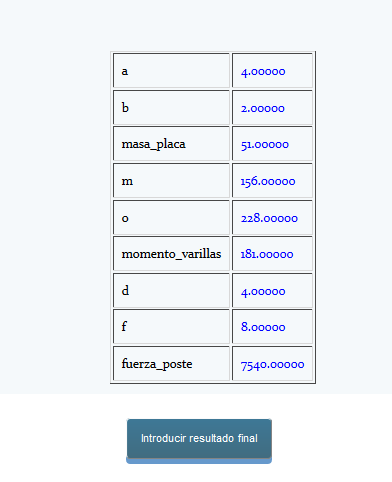 a 4.00000
b 2.00000
masa_placa 51.00000
m 156.00000
o 228.00000
momento_varillas 181.00000
d 4.00000
f 8.00000
fuerza_poste 7540.00000
Introducir resultado final